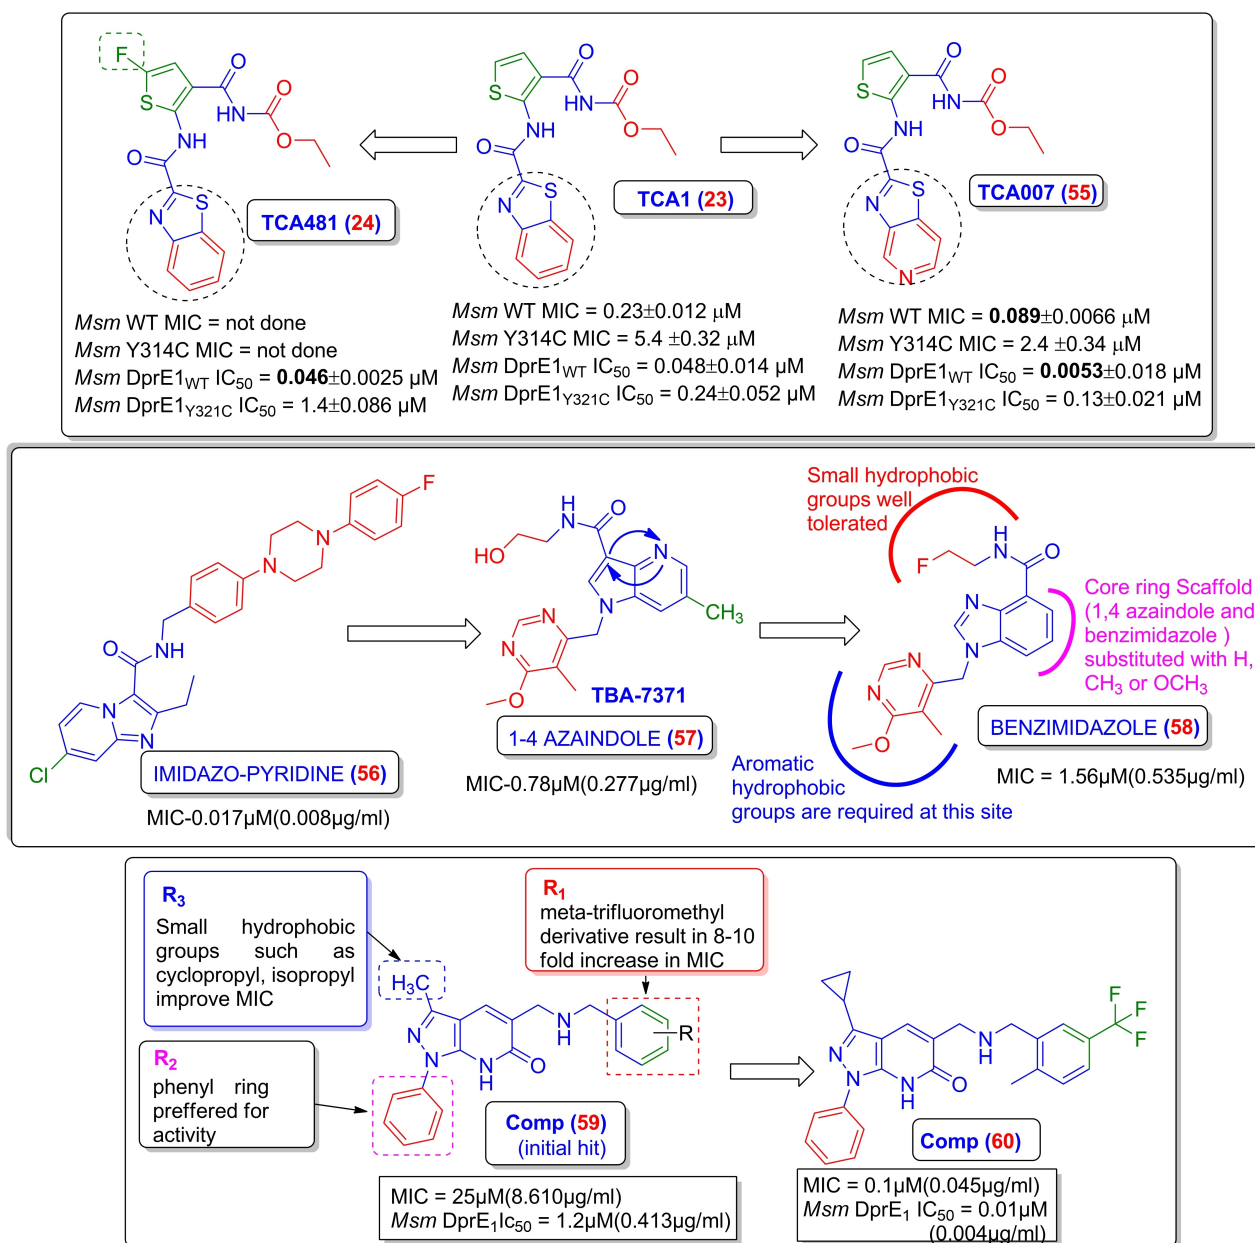 F
S
O
NH
O
O
NH
O
N
S
TCA481 (24)
Msm WT MIC = not done
Msm Y314C MIC = not done
Msm DprE1WT IC50 = 0.046±0.0025 µM
Msm DprE1Y321C IC50 = 1.4±0.086 µM
S
O
NH
O
O
NH
O
N
S
TCA1 (23)
Msm WT MIC = 0.23±0.012 µM
Msm Y314C MIC = 5.4 ±0.32 µM
Msm DprE1WT IC50 = 0.048±0.014 µM
Msm DprE1Y321C IC50 = 0.24±0.052 µM
S
O
NH
O
O
NH
O
N
S
N
TCA007 (55)
Msm WT MIC = 0.089±0.0066 µM
Msm Y314C MIC = 2.4 ±0.34 µM
Msm DprE1WT IC50 = 0.0053±0.018 µM
Msm DprE1Y321C IC50 = 0.13±0.021 µM
F
N
N
O
NH
N
N
Cl
IMIDAZO-PYRIDINE (56)
MIC-0.017µM(0.008µg/ml)
H
N
O
HO
N
N
CH3
N
N
O
TBA-7371
1-4 AZAINDOLE (57)
MIC-0.78µM(0.277µg/ml)
Small hydrophobic
groups well
tolerated
H
N
O
F
N
N
N
N
O
Core ring Scaffold
(1,4 azaindole and
benzimidazole )
substituted with H,
CH3 or OCH3
BENZIMIDAZOLE (58)
MIC = 1.56µM(0.535µg/ml)
Aromatic
hydrophobic
groups are required at this site
R3
Small hydrophobic
groups such as
cyclopropyl, isopropyl
improve MIC
R2
phenyl ring
preffered for
activity
R1
meta-trifluoromethyl
derivative result in 8-10
fold increase in MIC
H3C
N
N
N
H
O
N
H
R
Comp (59)
(initial hit)
MIC = 25µM(8.610µg/ml)
Msm DprE1Ic50 = 1.2µM(0.413µg/ml)
N
N
N
H
O
N
H
F
F
F
Comp (60)
MIC = 0.1µM(0.045µg/ml)
Msm DprE1 IC50 = 0.01µM
(0.004µg/ml)